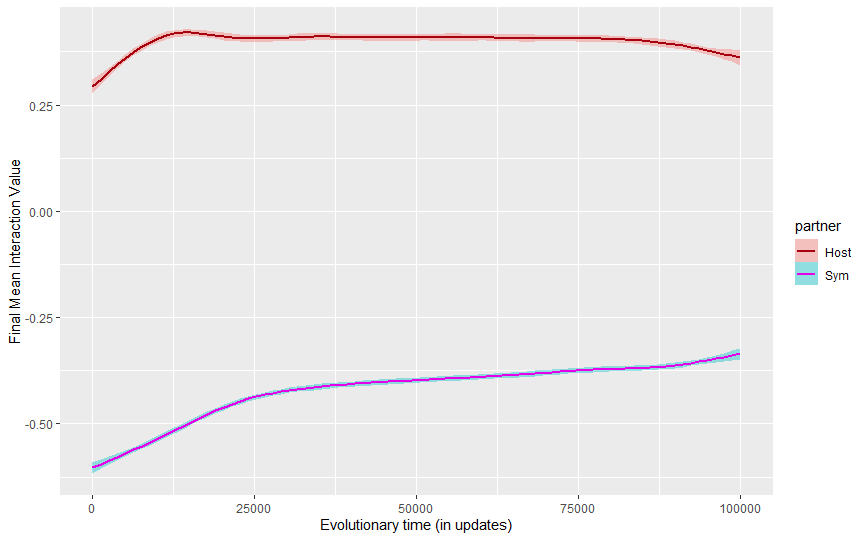 Final Mean Interaction Value
0.25
0.00
-0.25
-0.50
0
25000
50000
75000
100000
Evolutionary time (in updates)
partner
Host
Sym